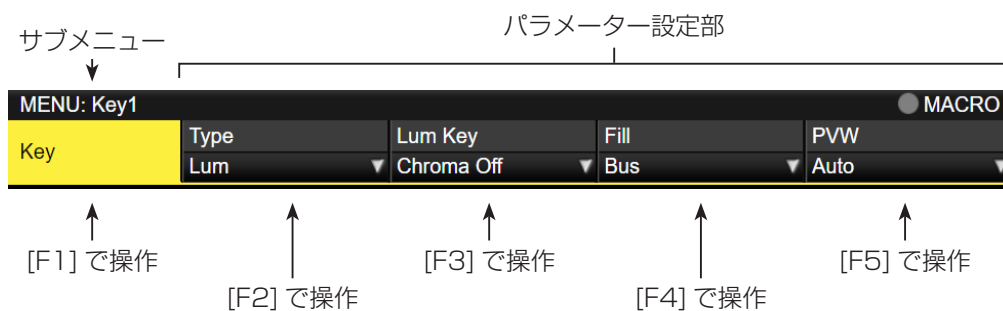 パラメーター設定部
サブメニュー
MENU: Key1 MACRO
Key
Type Lum Key Fill PVW
Lum Chroma Off Bus Auto
[F1] で操作 [F3] で操作 [F5] で操作
[F2] で操作 [F4] で操作